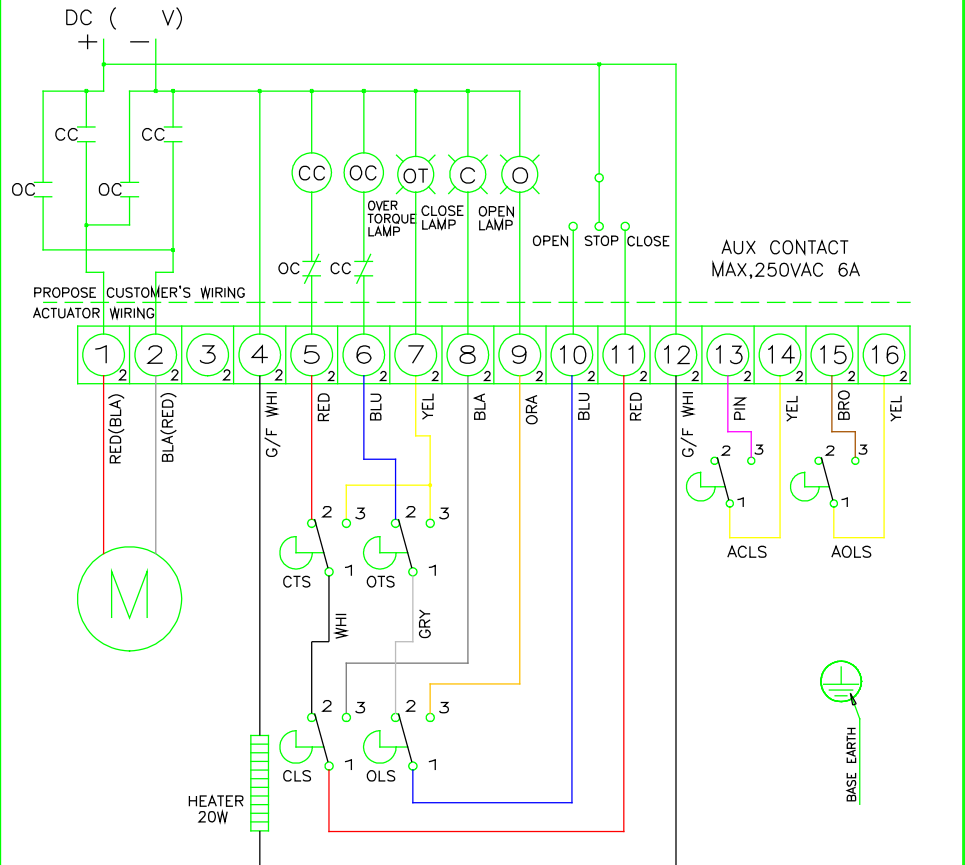 DC ( V)
+ −
CC CC
OC OC
CC OC OT C O
OVER
TORQUE
LAMP
CLOSE
LAMP
OPEN
LAMP
OC CC
OPEN STOP CLOSE
AUX CONTACT
MAX,250VAC 6A
PROPOSE CUSTOMER'S WIRING
ACTUATOR WIRING
1 2 3 4 5 6 7 8 9 10 11 12 13 14 15 16
2 2 2 2 2 2 2 2 2 2 2 2 2 2 2 2
RED(BLA)
BLA(RED)
G/F WHI
RED
BLU
YEL
BLA
ORA
BLU
RED
G/F WHI
PIN
YEL
BRO
YEL
2 3 2 3
1 1
ACLS AOLS
2 3 2 3
1 1
CTS OTS
WHI
GRY
M
2 3 2 3
1 1
CLS OLS
HEATER
20W
BASE EARTH